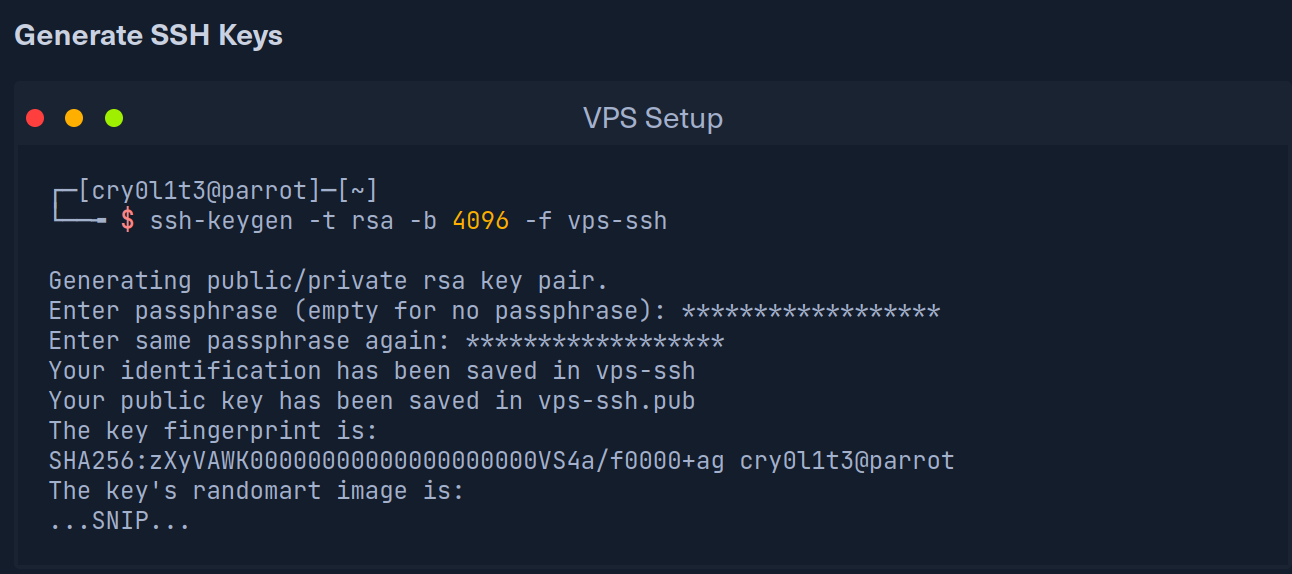 Generate SSH Keys
VPS Setup
┌─[cry0l1t3@parrot]─[~]
└──╼ $ ssh-keygen -t rsa -b 4096 -f vps-ssh
Generating public/private rsa key pair.
Enter passphrase (empty for no passphrase): ******************
Enter same passphrase again: ******************
Your identification has been saved in vps-ssh
Your public key has been saved in vps-ssh.pub
The key fingerprint is:
SHA256:zXyVAWK00000000000000000000VS4a/f0000+ag cry0l1t3@parrot
The key's randomart image is:
...SNIP...